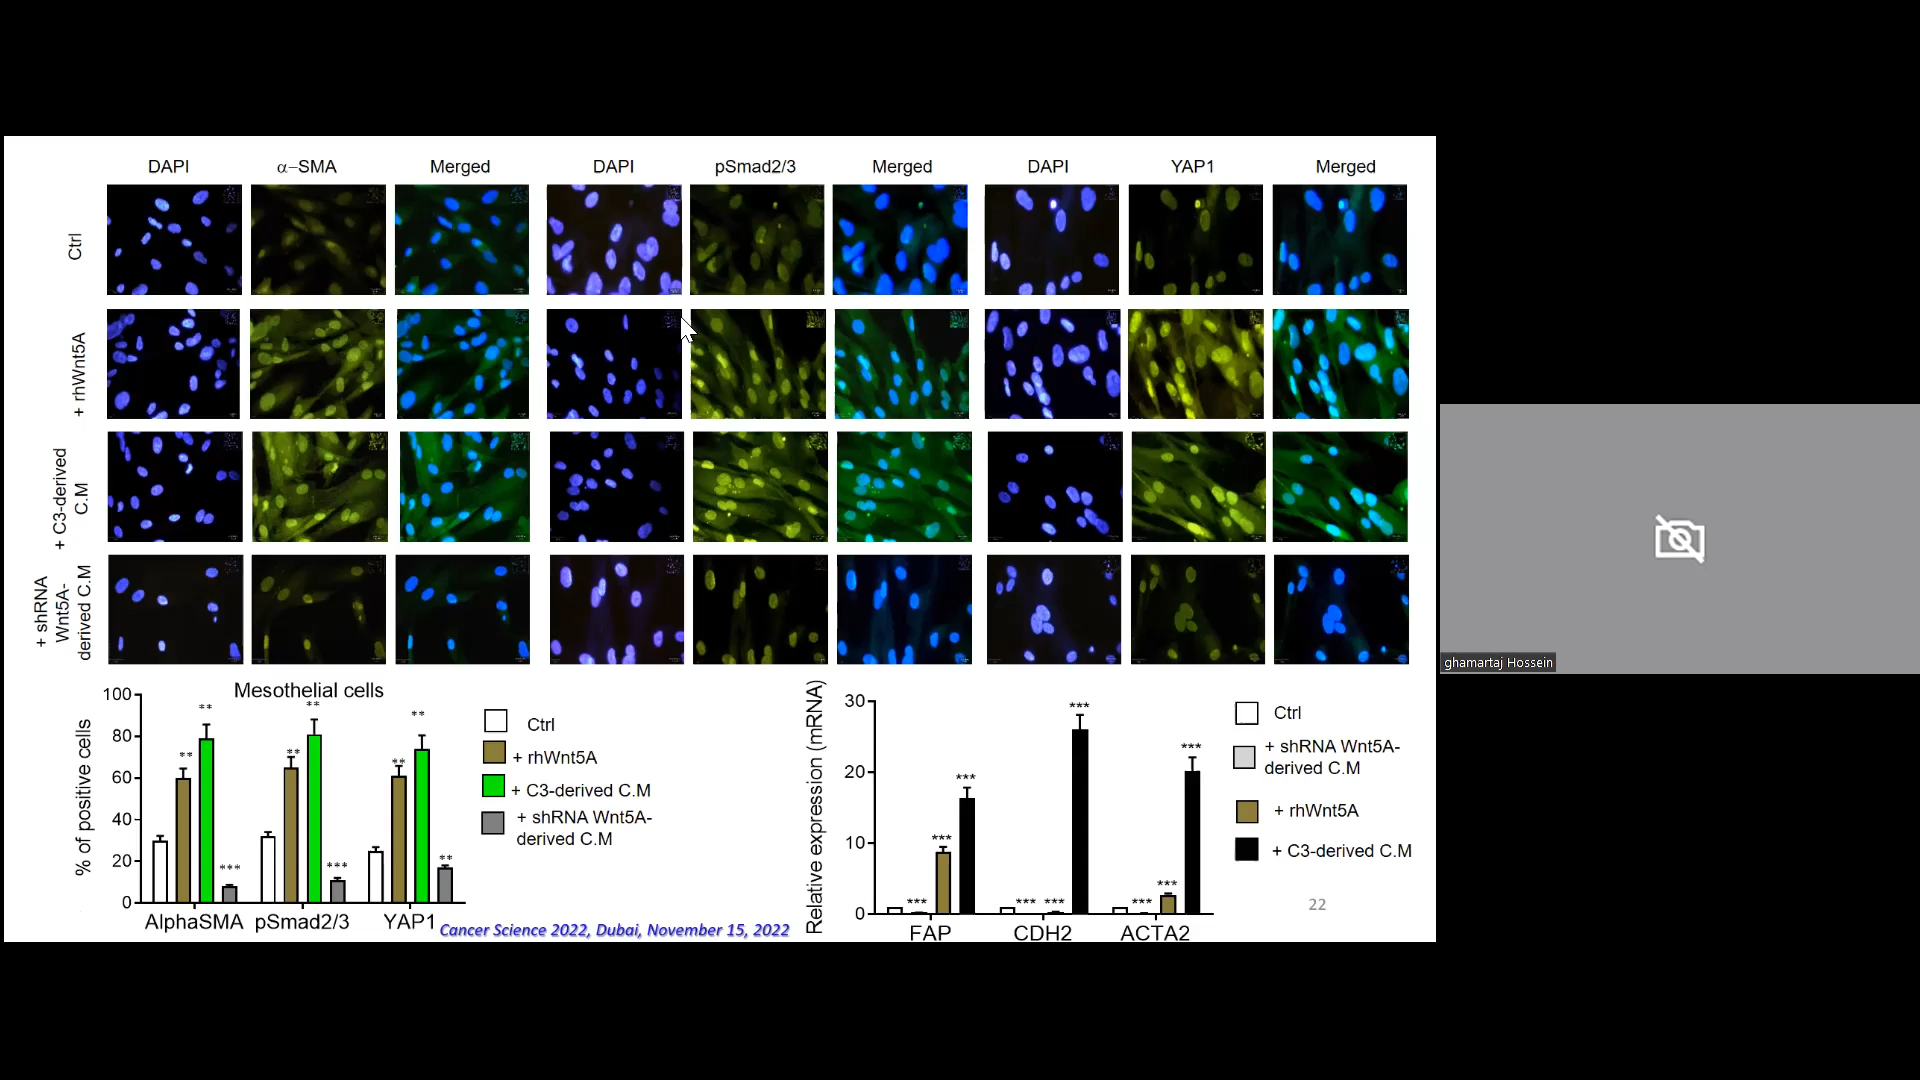 DAPI α−SMA Merged DAPI pSmad2/3 Merged DAPI YAP1 Merged
Ctrl
+ rhWnt5A
+ C3-derived
C.M
+ shRNA
Wnt5A-
derived C.M
Mesothelial cells
% of positive cells
100
80
60
40
20
0
** ** ***
** ** ***
** ** **
AlphaSMA pSmad2/3 YAP1
Ctrl
+ rhWnt5A
+ C3-derived C.M
+ shRNA Wnt5A-
derived C.M
Cancer Science 2022, Dubai, November 15, 2022
Relative expression (mRNA)
30
20
10
0
*** *** ***
*** *** ***
*** *** ***
FAP CDH2 ACTA2
Ctrl
+ shRNA Wnt5A-
derived C.M
+ rhWnt5A
+ C3-derived C.M
22
ghamartaj Hossein